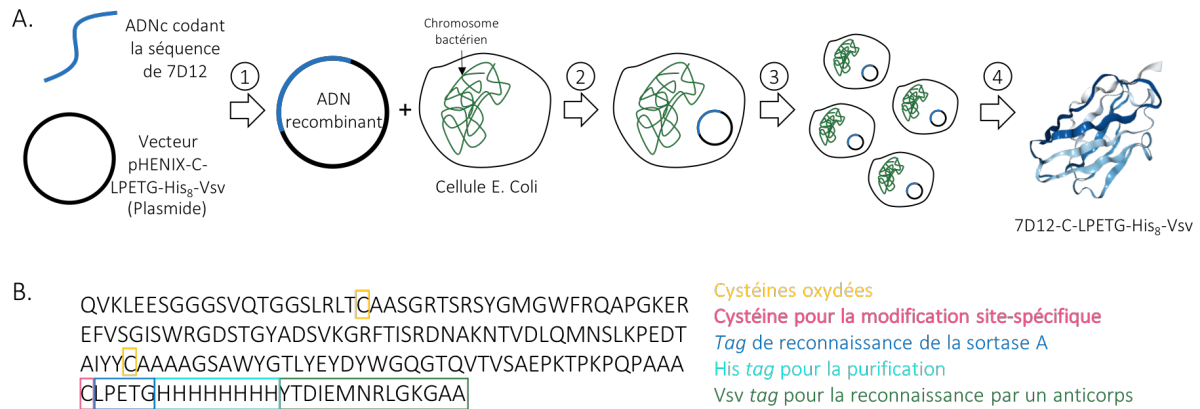 A.
ADNc codant
la séquence
de 7D12
Vecteur
pHENIX-C-
LPETG-His₈-Vsv
(Plasmide)
1
ADN
recombinant
+
Chromosome
bactérien
Cellule E. Coli
2
3
4
7D12-C-LPETG-His₈-Vsv
B.
QVKLEESGGGSVQTGGSLRLTCAASGRTSRSYGMGWFRQAPGKER
EFVSGISWRGDSTGYADSVKGRFTISRDNAKNTVDLQMNSLKPEDT
AIYYCAAAAGSAWYGTLYEYDYWGQGTQVTVSAEPKTPKPQPAAA
CLPETGHHHHHHHHYTDIEMNRLGKGAA
Cystéines oxydées
Cystéine pour la modification site-spécifique
Tag de reconnaissance de la sortase A
His tag pour la purification
Vsv tag pour la reconnaissance par un anticorps